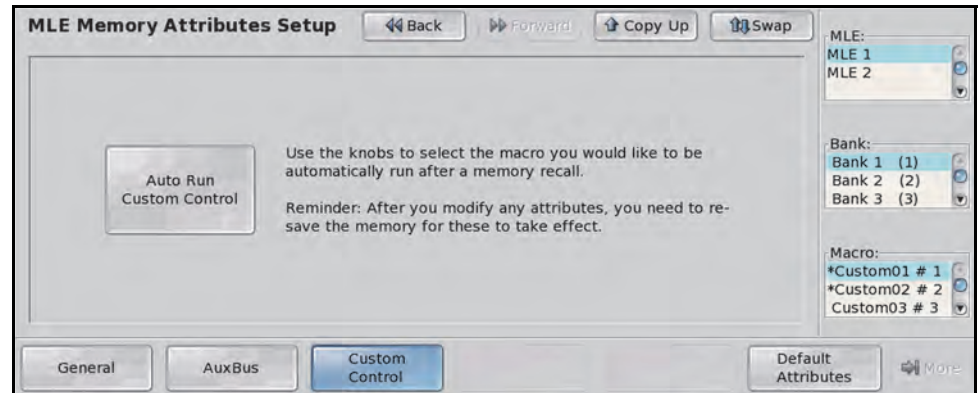 MLE Memory Attributes Setup
Back
Forward
Copy Up
Swap
MLE:
MLE 1
MLE 2
Auto Run
Custom Control
Use the knobs to select the macro you would like to be
automatically run after a memory recall.
Reminder: After you modify any attributes, you need to re-
save the memory for these to take effect.
Bank:
Bank 1 (1)
Bank 2 (2)
Bank 3 (3)
Macro:
*Custom01 # 1
*Custom02 # 2
Custom03 # 3
General
AuxBus
Custom
Control
Default
Attributes
More